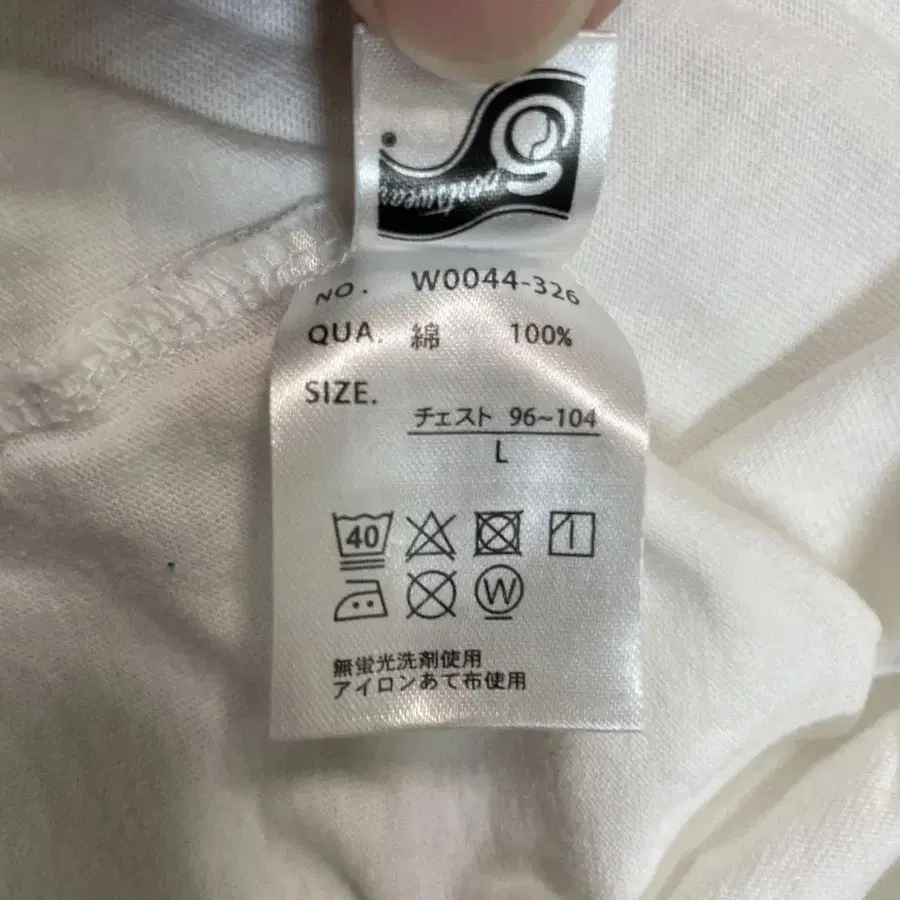 Sportswear
NO. W0044-326
QUA. 綿 100%
SIZE.
チェスト 96~104
L
40
W
無蛍光洗剤使用
アイロンあて布使用